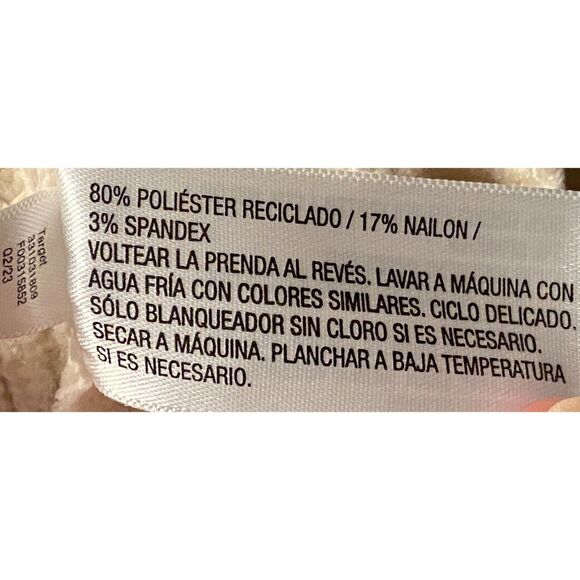 80% POLIÉSTER RECICLADO / 17% NAILON /
3% SPANDEX
VOLTEAR LA PRENDA AL REVÉS. LAVAR A MÁQUINA CON
AGUA FRÍA CON COLORES SIMILARES. CICLO DELICADO.
SÓLO BLANQUEADOR SIN CLORO SI ES NECESARIO.
SECAR A MÁQUINA. PLANCHAR A BAJA TEMPERATURA
SI ES NECESARIO.
Target
331031809
F00315852
02/23